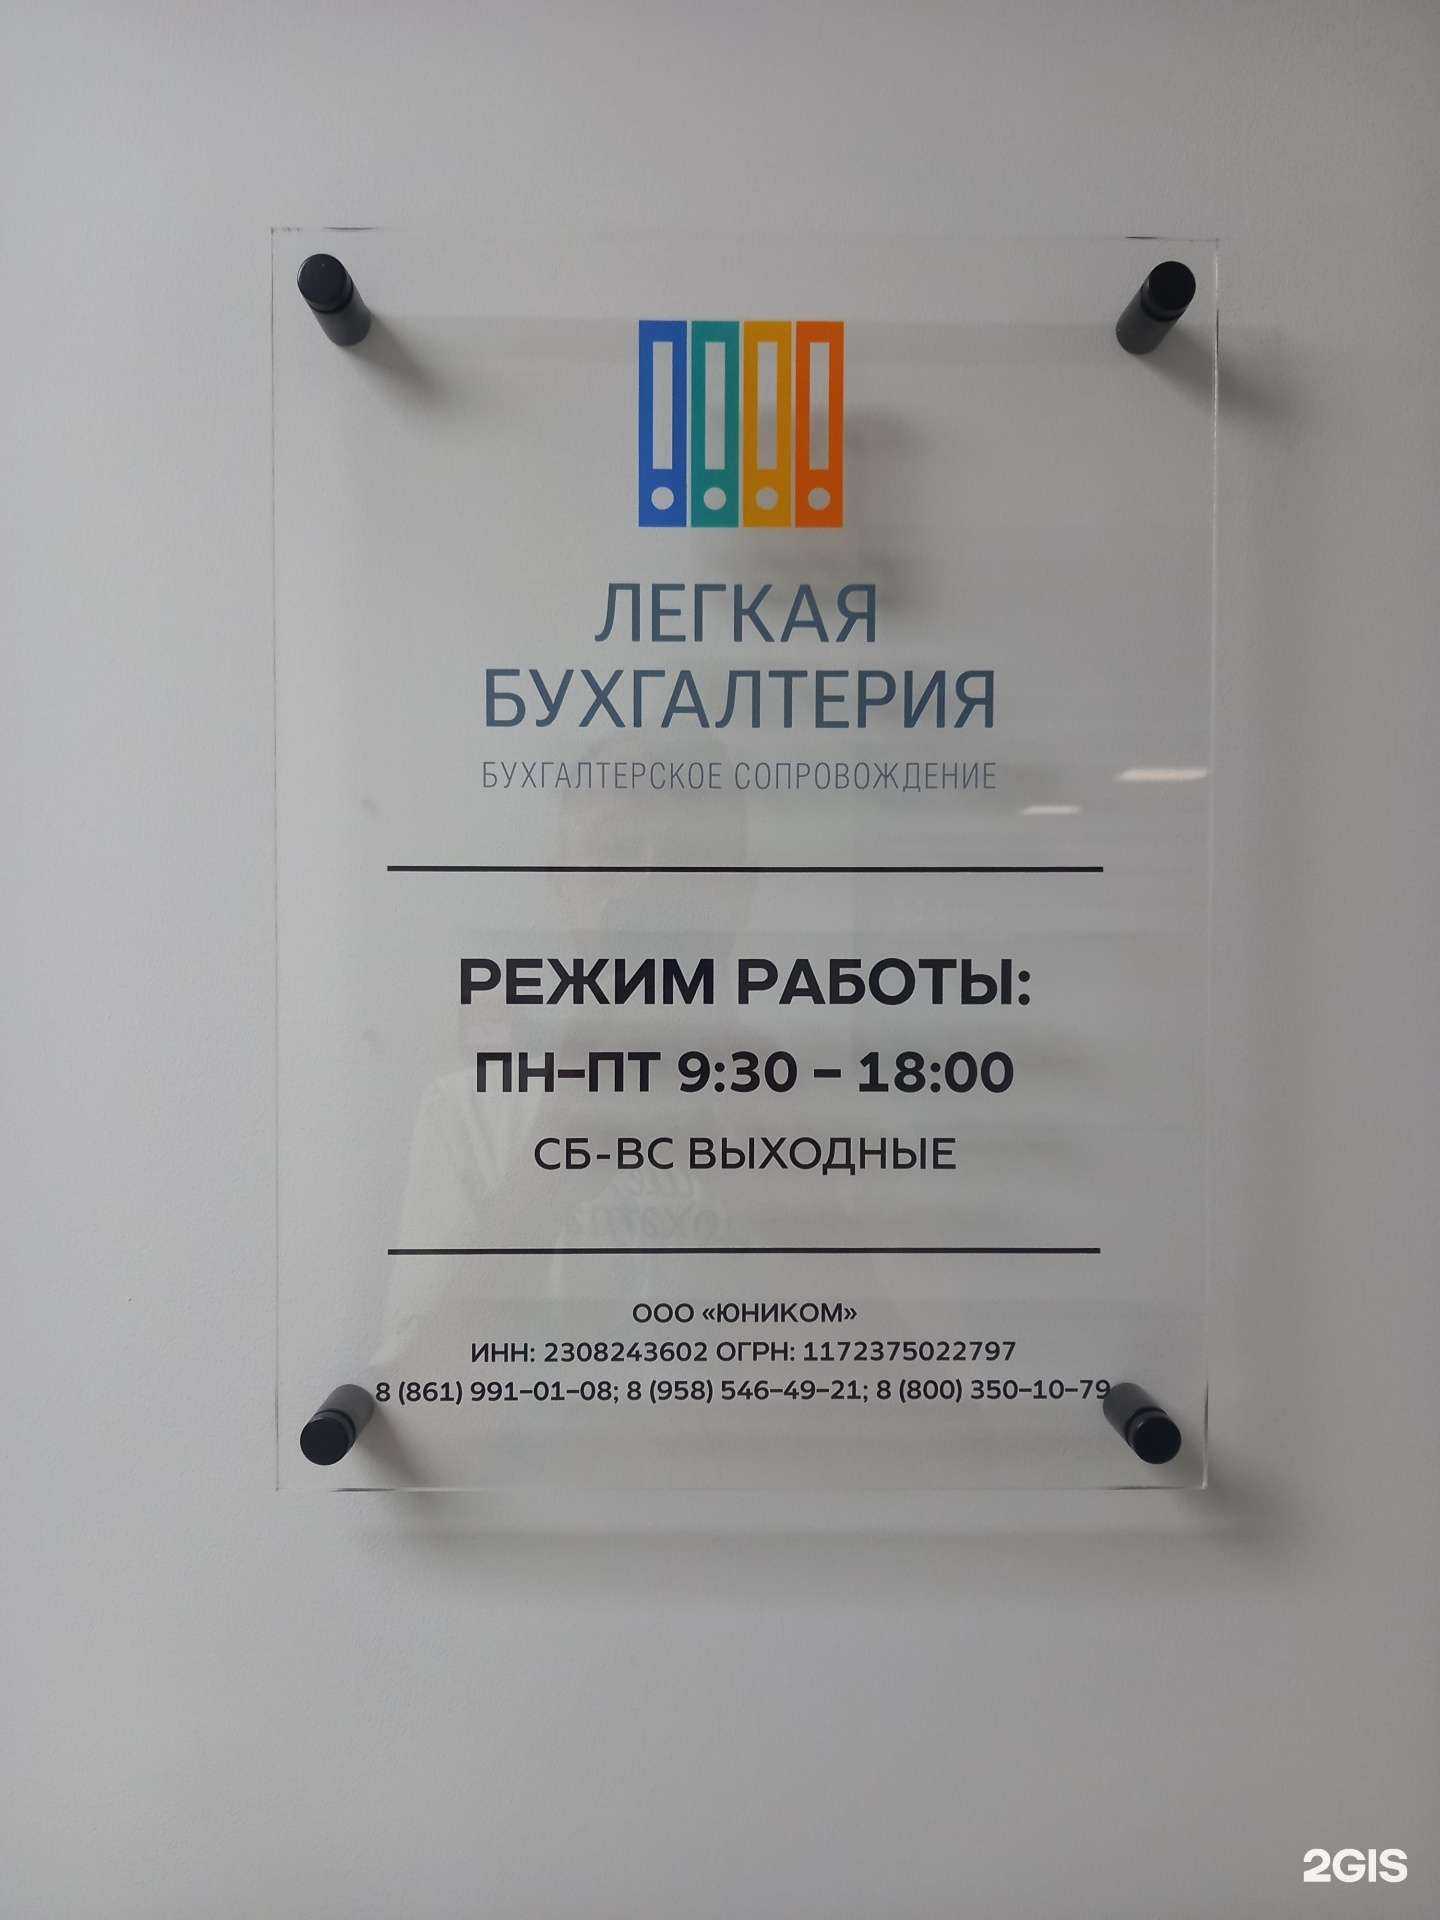 ЛЕГКАЯ
БУХГАЛТЕРИЯ
БУХГАЛТЕРСКОЕ СОПРОВОЖДЕНИЕ
РЕЖИМ РАБОТЫ:
ПН–ПТ 9:30 – 18:00
СБ-ВС ВЫХОДНЫЕ
ООО «ЮНИКОМ»
ИНН: 2308243602 ОГРН: 1172375022797
8 (861) 991–01–08; 8 (958) 546–49–21; 8 (800) 350–10–79
2GIS